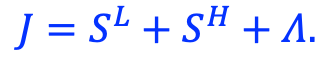 J = S^L + S^H + Λ.